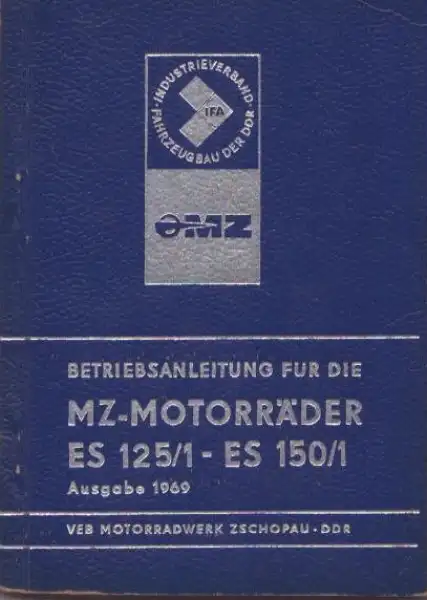 INDUSTRIEVERBAND
FAHRZEUGBAU DER DDR
IFA
MZ
BETRIEBSANLEITUNG FÜR DIE
MZ-MOTORRÄDER
ES 125/1 - ES 150/1
Ausgabe 1969
VEB MOTORRADWERK ZSCHOPAU · DDR